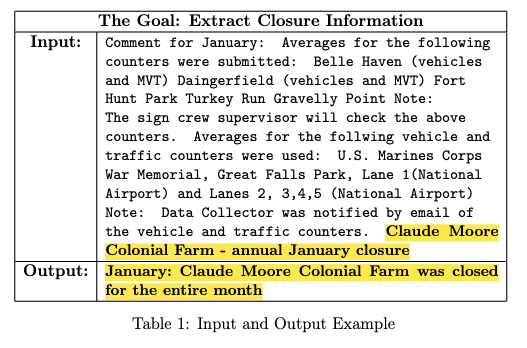 The Goal: Extract Closure Information
Input:
Comment for January: Averages for the following
counters were submitted: Belle Haven (vehicles
and MVT) Daingerfield (vehicles and MVT) Fort
Hunt Park Turkey Run Gravelly Point Note:
The sign crew supervisor will check the above
counters. Averages for the follwing vehicle and
traffic counters were used: U.S. Marines Corps
War Memorial, Great Falls Park, Lane 1(National
Airport) and Lanes 2, 3,4,5 (National Airport)
Note: Data Collector was notified by email of
the vehicle and traffic counters. Claude Moore
Colonial Farm - annual January closure
Output:
January: Claude Moore Colonial Farm was closed
for the entire month
Table 1: Input and Output Example